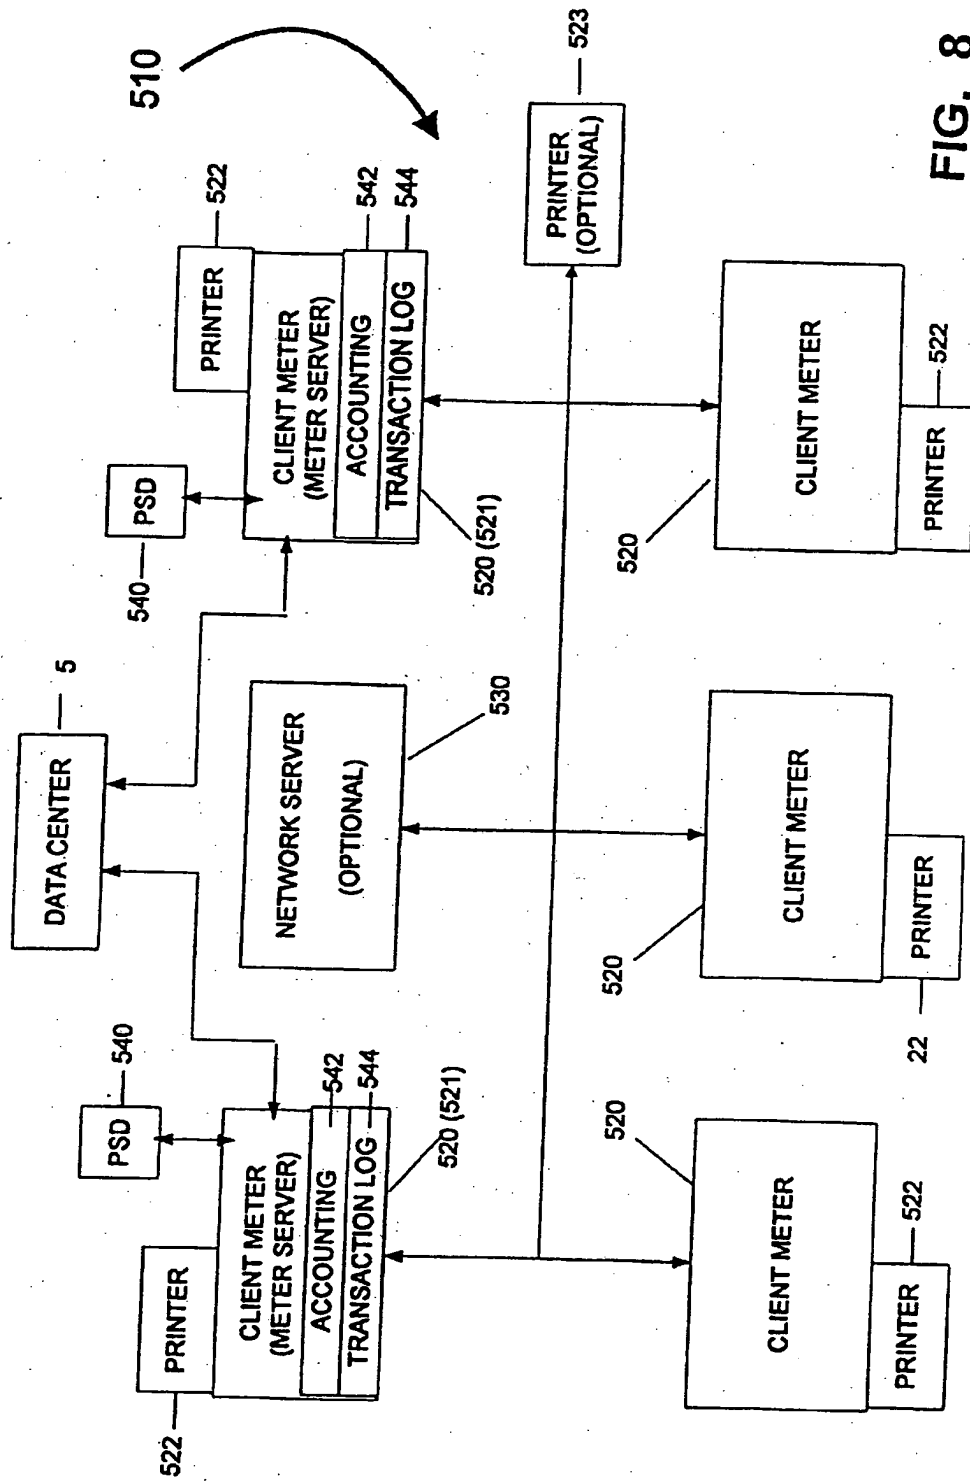 510
DATA CENTER
5
PSD
540
PRINTER
522
CLIENT METER
(METER SERVER)
ACCOUNTING
542
TRANSACTION LOG
544
520 (521)
NETWORK SERVER
(OPTIONAL)
530
PSD
540
PRINTER
522
CLIENT METER
(METER SERVER)
ACCOUNTING
542
TRANSACTION LOG
544
520 (521)
PRINTER
(OPTIONAL)
523
CLIENT METER
520
PRINTER
522
CLIENT METER
520
PRINTER
22
CLIENT METER
520
PRINTER
522
FIG. 8